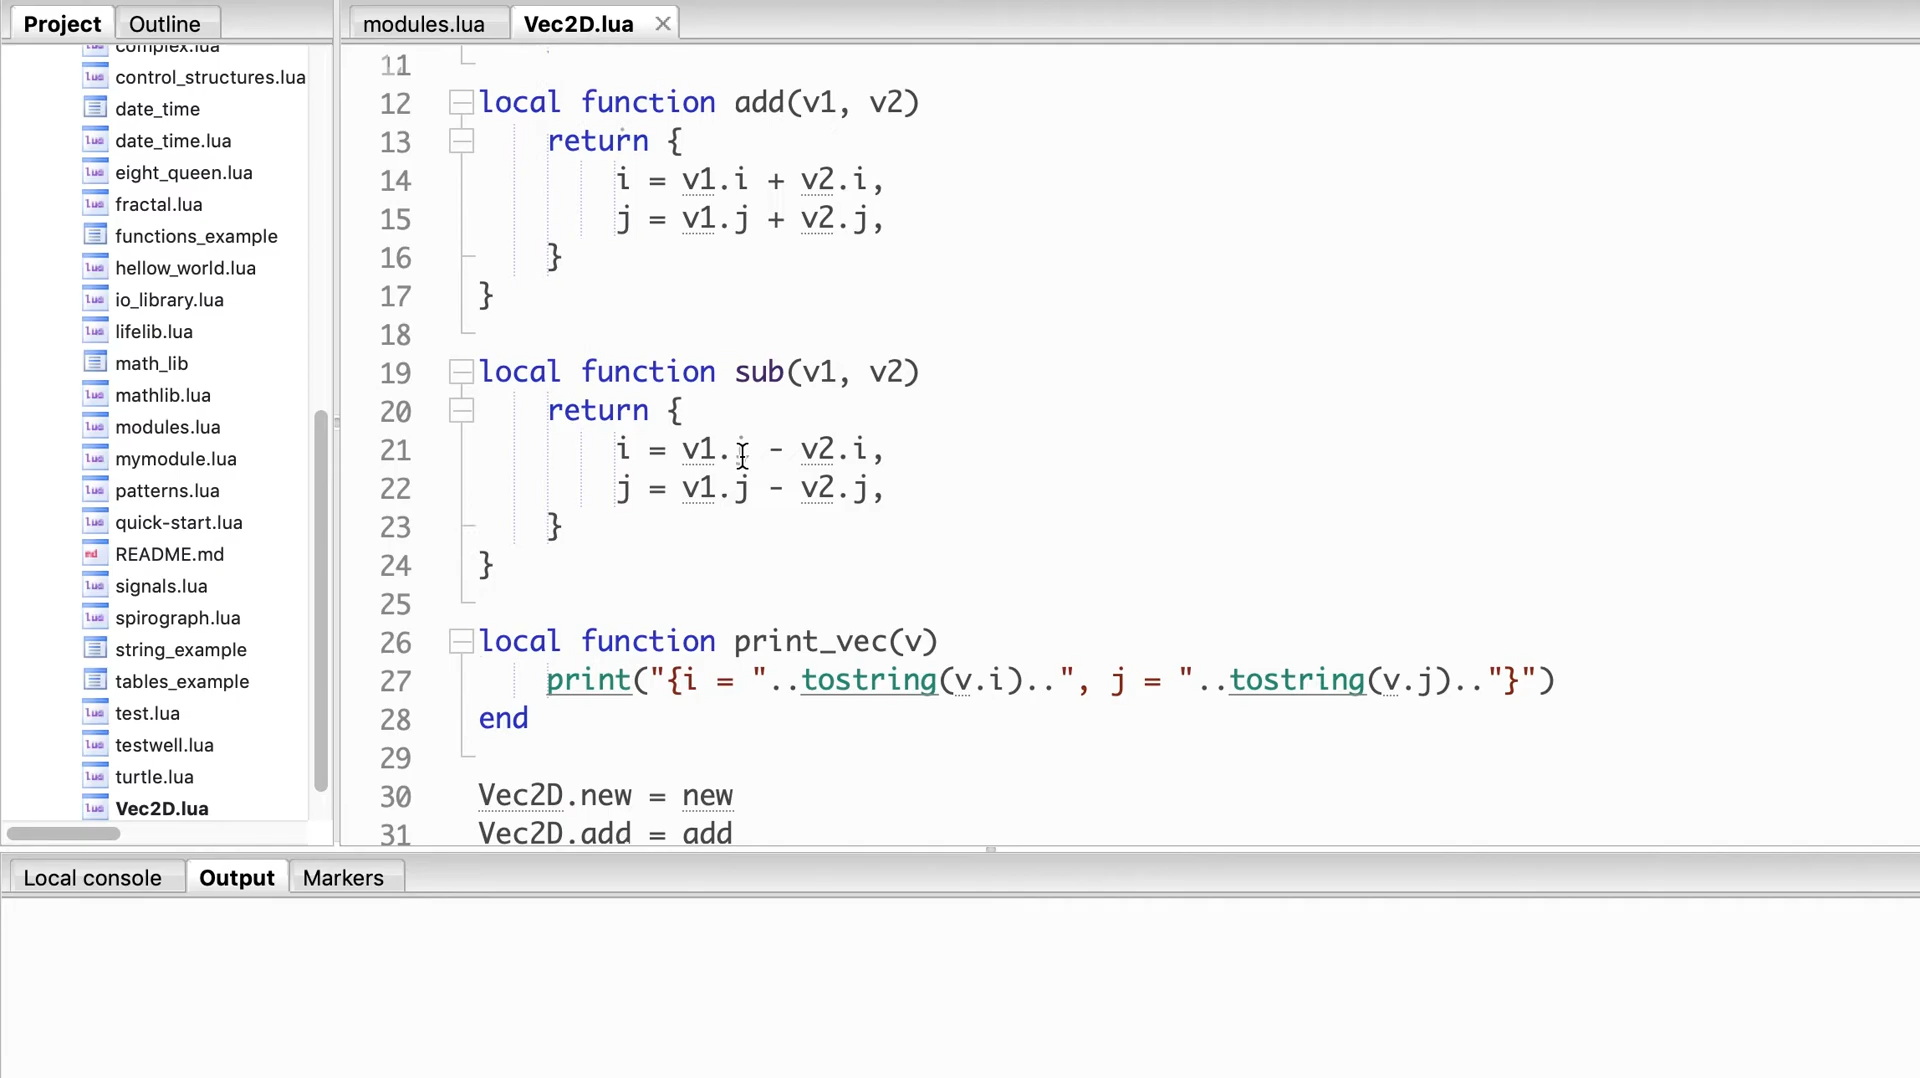 Project
Outline
modules.lua
Vec2D.lua
complex.lua
control_structures.lua
date_time
date_time.lua
eight_queen.lua
fractal.lua
functions_example
hellow_world.lua
io_library.lua
lifelib.lua
math_lib
mathlib.lua
modules.lua
mymodule.lua
patterns.lua
quick-start.lua
README.md
signals.lua
spirograph.lua
string_example
tables_example
test.lua
testwell.lua
turtle.lua
Vec2D.lua
11
12 local function add(v1, v2)
13 return {
14 i = v1.i + v2.i,
15 j = v1.j + v2.j,
16 }
17 }
18
19 local function sub(v1, v2)
20 return {
21 i = v1.i - v2.i,
22 j = v1.j - v2.j,
23 }
24 }
25
26 local function print_vec(v)
27 print("{i = "..tostring(v.i)..", j = "..tostring(v.j).."}")
28 end
29
30 Vec2D.new = new
31 Vec2D.add = add
Local console
Output
Markers